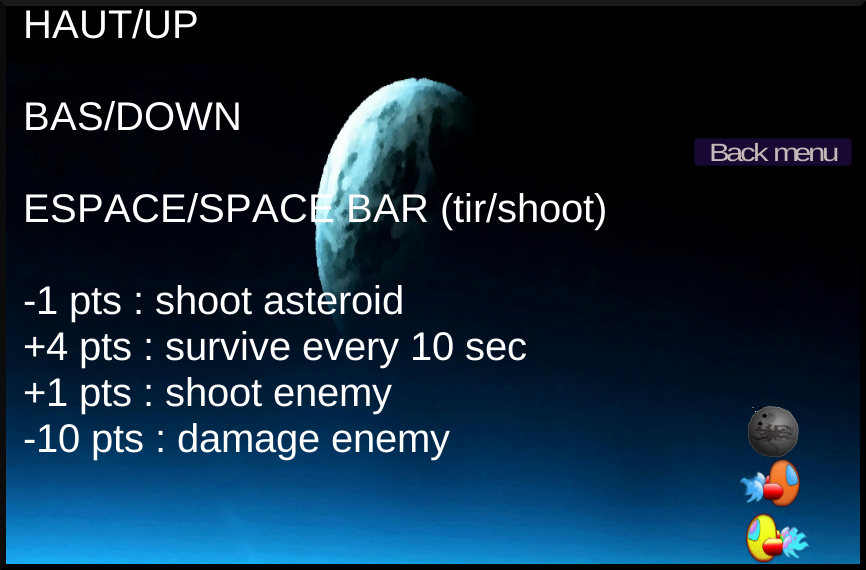 HAUT/UP
BAS/DOWN
Back menu
ESPACE/SPACE BAR (tir/shoot)
-1 pts : shoot asteroid
+4 pts : survive every 10 sec
+1 pts : shoot enemy
-10 pts : damage enemy